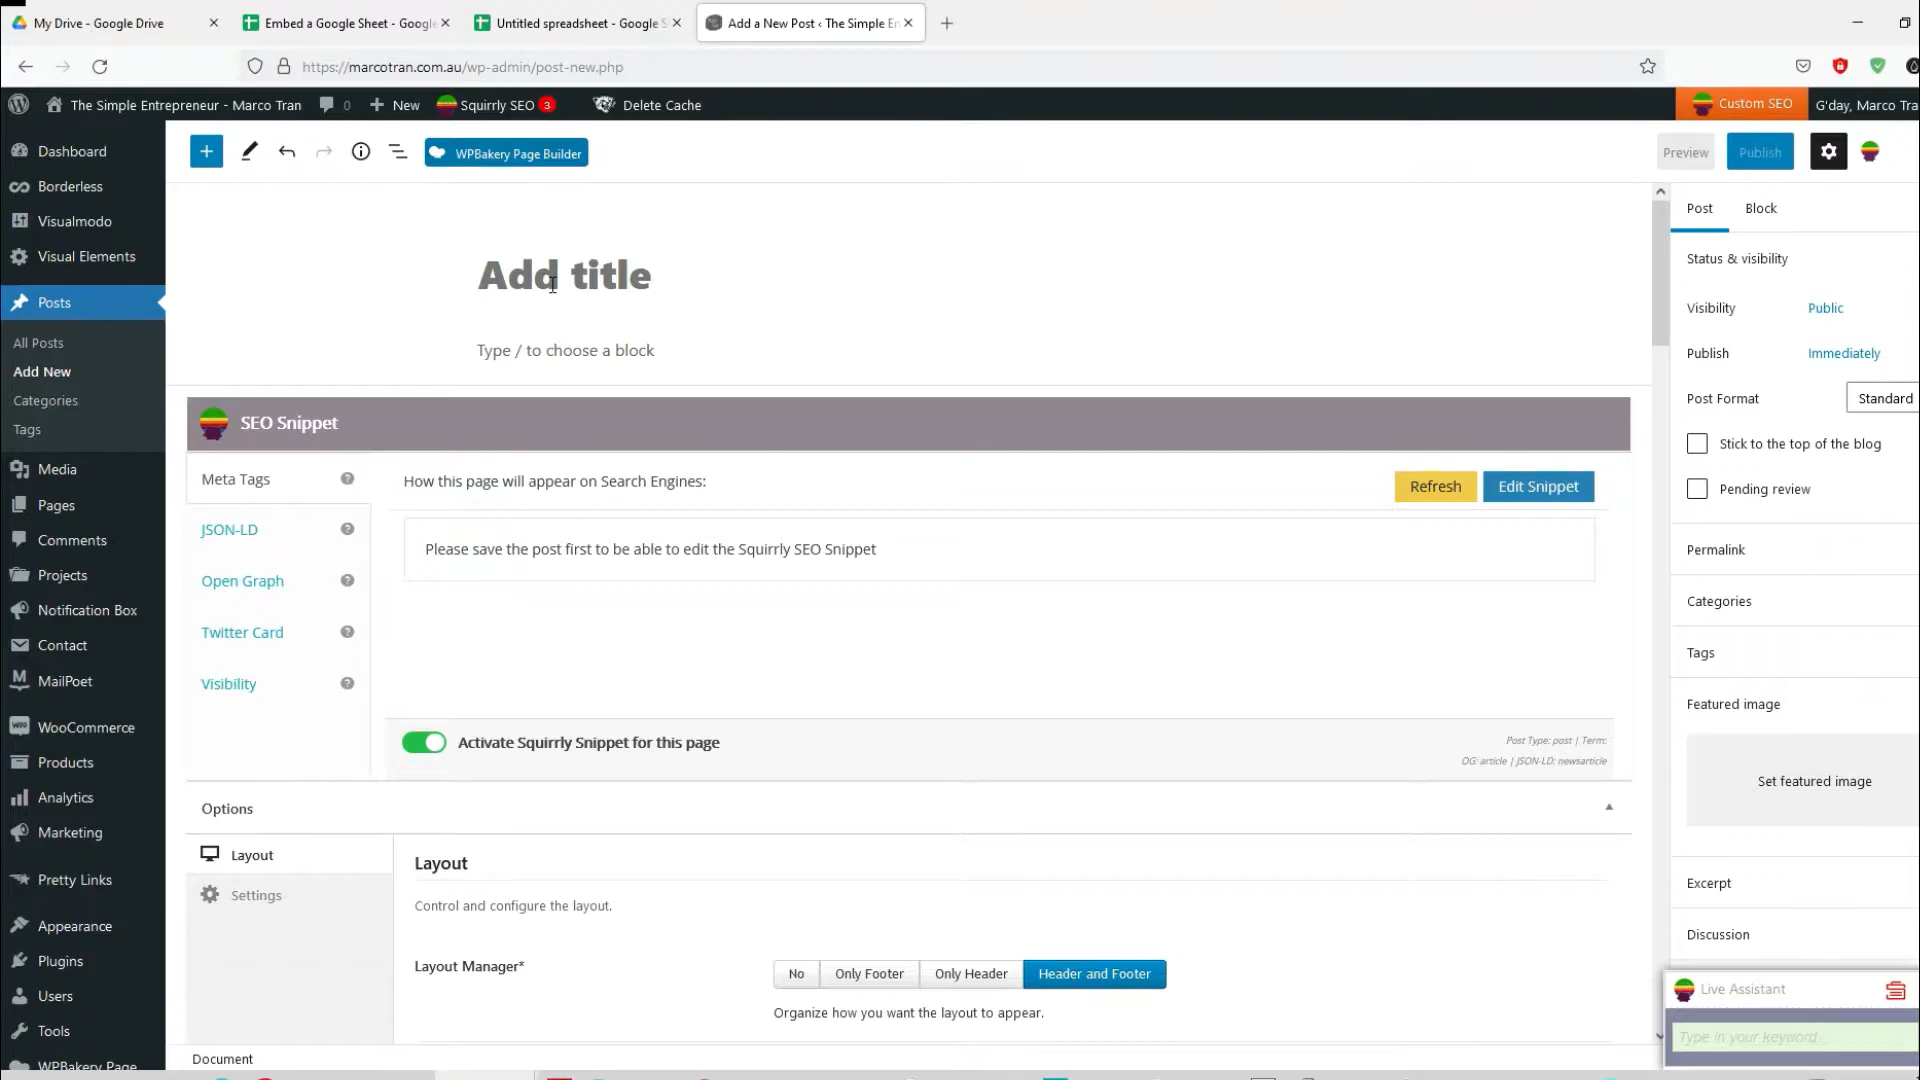 My Drive - Google Drive
Embed a Google Sheet - Google
Untitled spreadsheet - Google S
Add a New Post ‹ The Simple En
https://marcotran.com.au/wp-admin/post-new.php
The Simple Entrepreneur - Marco Tran
0
New
Squirrly SEO
3
Delete Cache
Custom SEO
G'day, Marco Tra
Dashboard
Borderless
Visualmodo
Visual Elements
Posts
All Posts
Add New
Categories
Tags
Media
Pages
Comments
Projects
Notification Box
Contact
MailPoet
WooCommerce
Products
Analytics
Marketing
Pretty Links
Appearance
Plugins
Users
Tools
WPBakery Page
WPBakery Page Builder
Preview
Publish
Add title
Type / to choose a block
SEO Snippet
Meta Tags
JSON-LD
Open Graph
Twitter Card
Visibility
How this page will appear on Search Engines:
Refresh
Edit Snippet
Please save the post first to be able to edit the Squirrly SEO Snippet
Activate Squirrly Snippet for this page
Post Type: post | Term:
OG: article | JSON-LD: newsarticle
Options
Layout
Settings
Layout
Control and configure the layout.
Layout Manager*
No
Only Footer
Only Header
Header and Footer
Organize how you want the layout to appear.
Document
Post
Block
Status & visibility
Visibility
Public
Publish
Immediately
Post Format
Standard
Stick to the top of the blog
Pending review
Permalink
Categories
Tags
Featured image
Set featured image
Excerpt
Discussion
Live Assistant
Type in your keyword...